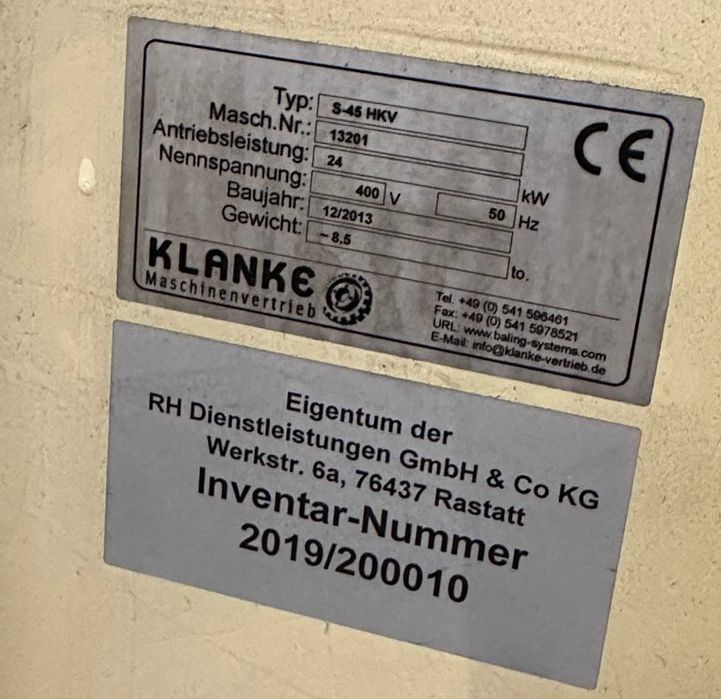 Typ: S-45 HKV
Masch.Nr.: 13201
Antriebsleistung: 24 kW
Nennspannung: 400 V 50 Hz
Baujahr: 12/2013
Gewicht: ~ 8,5 to.
CE
KLANKE
Maschinenvertrieb
Tel. +49 (0) 541 596461
Fax: +49 (0) 541 5978521
URL: www.baling-systems.com
E-Mail: info@klanke-vertrieb.de
Eigentum der
RH Dienstleistungen GmbH & Co KG
Werkstr. 6a, 76437 Rastatt
Inventar-Nummer
2019/200010